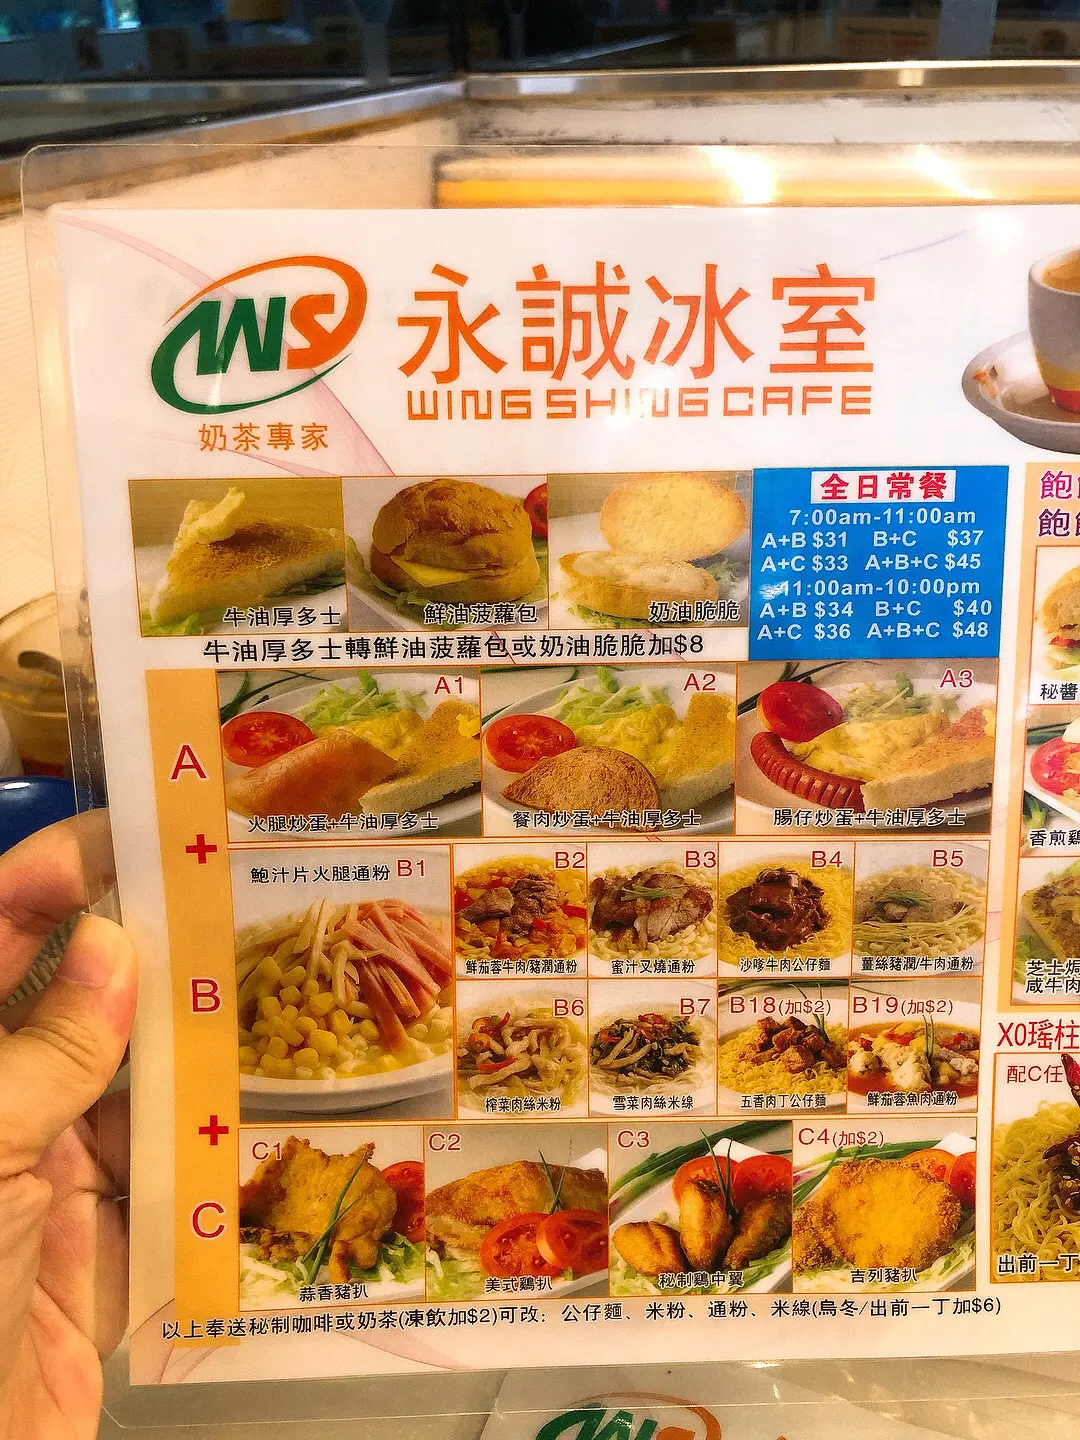 WS
永誠冰室
WING SHING CAFE
奶茶專家
牛油厚多士
鮮油菠蘿包
奶油脆脆
牛油厚多士轉鮮油菠蘿包或奶油脆脆加$8
全日常餐
7:00am-11:00am
A+B $31 B+C $37
A+C $33 A+B+C $45
11:00am-10:00pm
A+B $34 B+C $40
A+C $36 A+B+C $48
A
A1
火腿炒蛋+牛油厚多士
A2
餐肉炒蛋+牛油厚多士
A3
腸仔炒蛋+牛油厚多士
+
B
鮑汁片火腿通粉 B1
B2
鮮茄蓉牛肉/豬潤通粉
B3
蜜汁叉燒通粉
B4
沙嗲牛肉公仔麵
B5
薑絲豬潤/牛肉通粉
B6
榨菜肉絲米粉
B7
雪菜肉絲米線
B18(加$2)
五香肉丁公仔麵
B19(加$2)
鮮茄蓉魚肉通粉
+
C
C1
蒜香豬扒
C2
美式鷄扒
C3
秘制鷄中翼
C4(加$2)
吉列豬扒
以上奉送秘制咖啡或奶茶(凍飲加$2)可改：公仔麵、米粉、通粉、米線(烏冬/出前一丁加$6)
飽
飽
秘醬
香煎鷄
芝士焗
咸牛肉
XO瑤柱
配C任
出前一丁